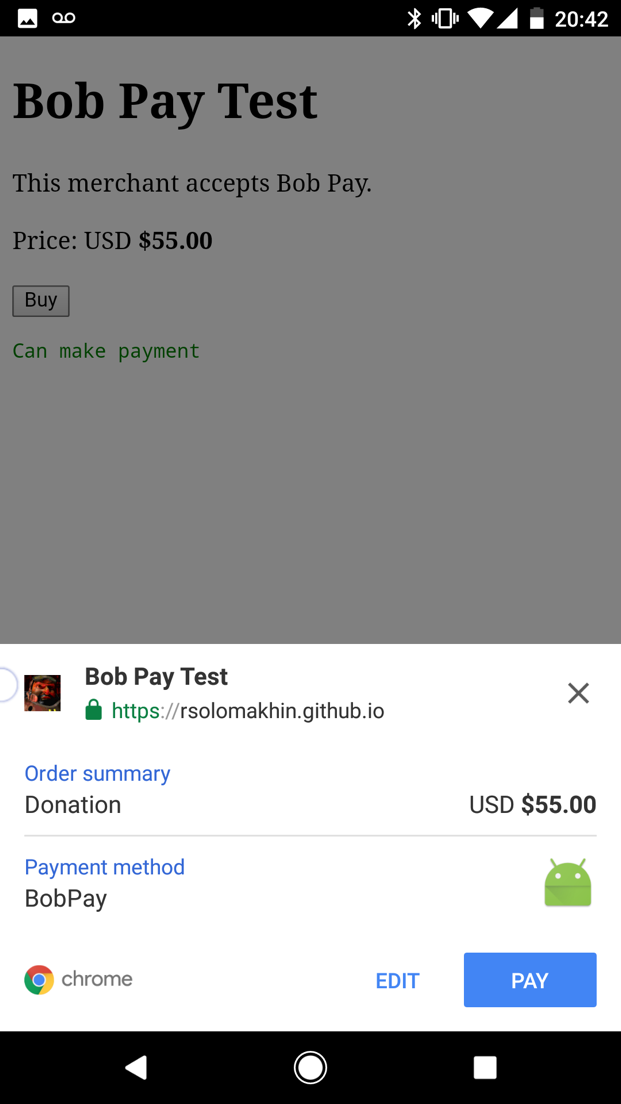 20:42
Bob Pay Test
This merchant accepts Bob Pay.
Price: USD $55.00
Buy
Can make payment
Bob Pay Test
https://rsolomakhin.github.io
Order summary
Donation USD $55.00
Payment method
BobPay
chrome EDIT PAY